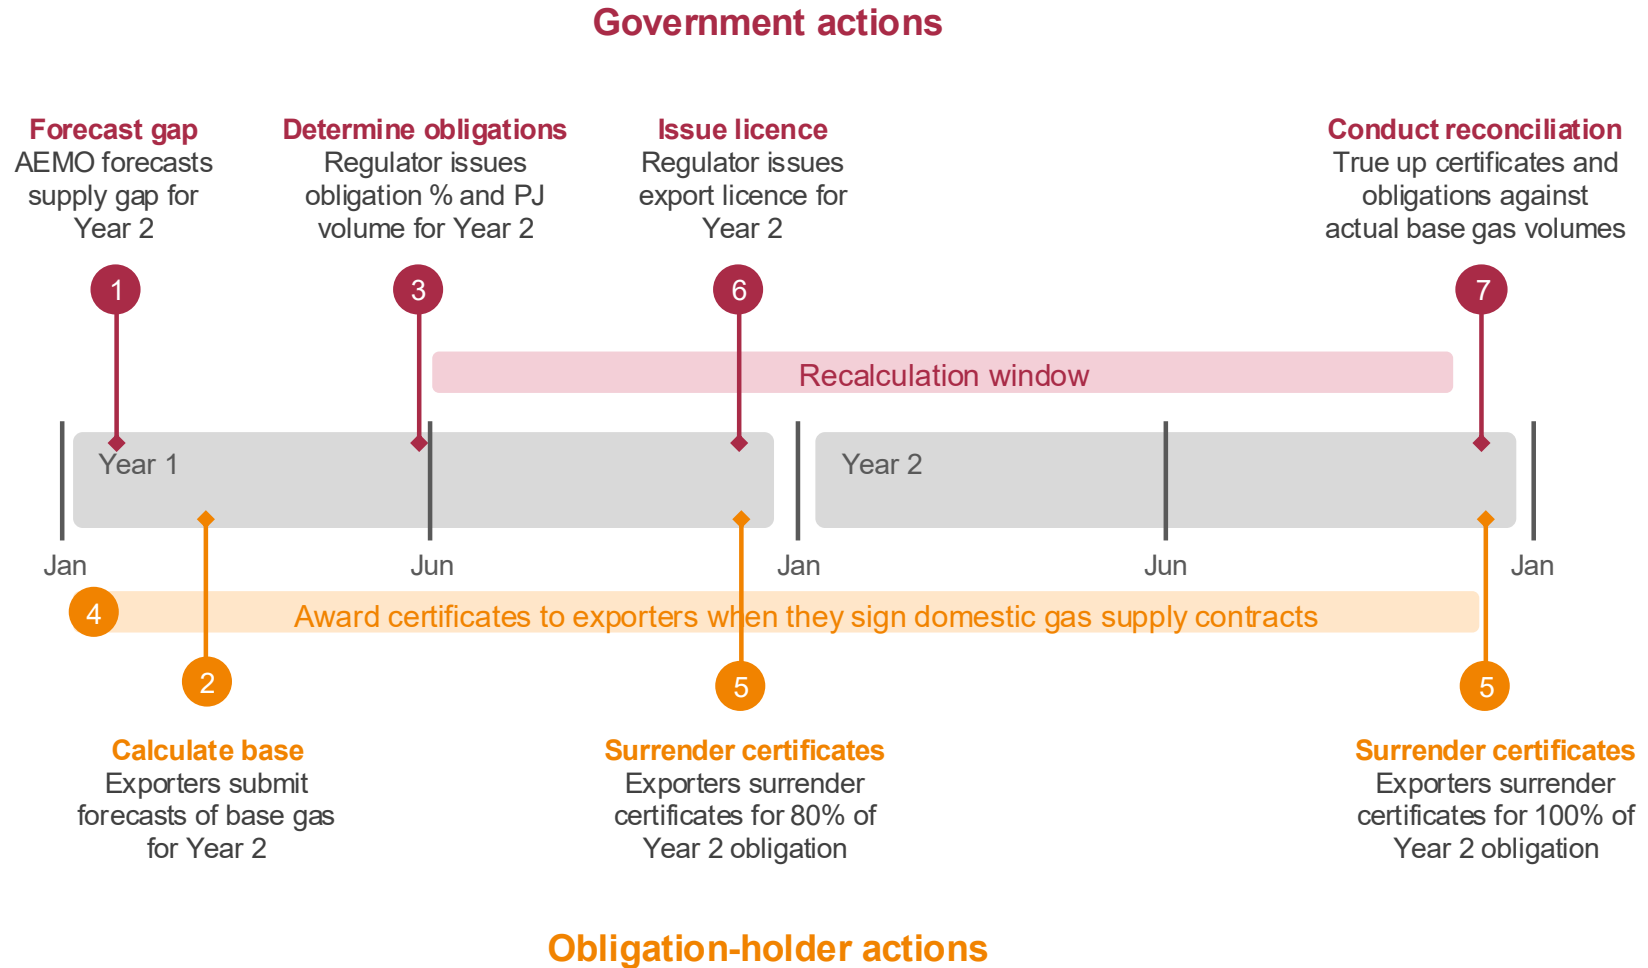 Government actions
Forecast gap
AEMO forecasts
supply gap for
Year 2
Determine obligations
Regulator issues
obligation % and PJ
volume for Year 2
Issue licence
Regulator issues
export licence for
Year 2
Conduct reconciliation
True up certificates and
obligations against
actual base gas volumes
1
3
6
7
Recalculation window
Year 1
Year 2
Jan
Jun
Jan
Jun
Jan
4
Award certificates to exporters when they sign domestic gas supply contracts
2
5
5
Calculate base
Exporters submit
forecasts of base gas
for Year 2
Surrender certificates
Exporters surrender
certificates for 80% of
Year 2 obligation
Surrender certificates
Exporters surrender
certificates for 100% of
Year 2 obligation
Obligation-holder actions